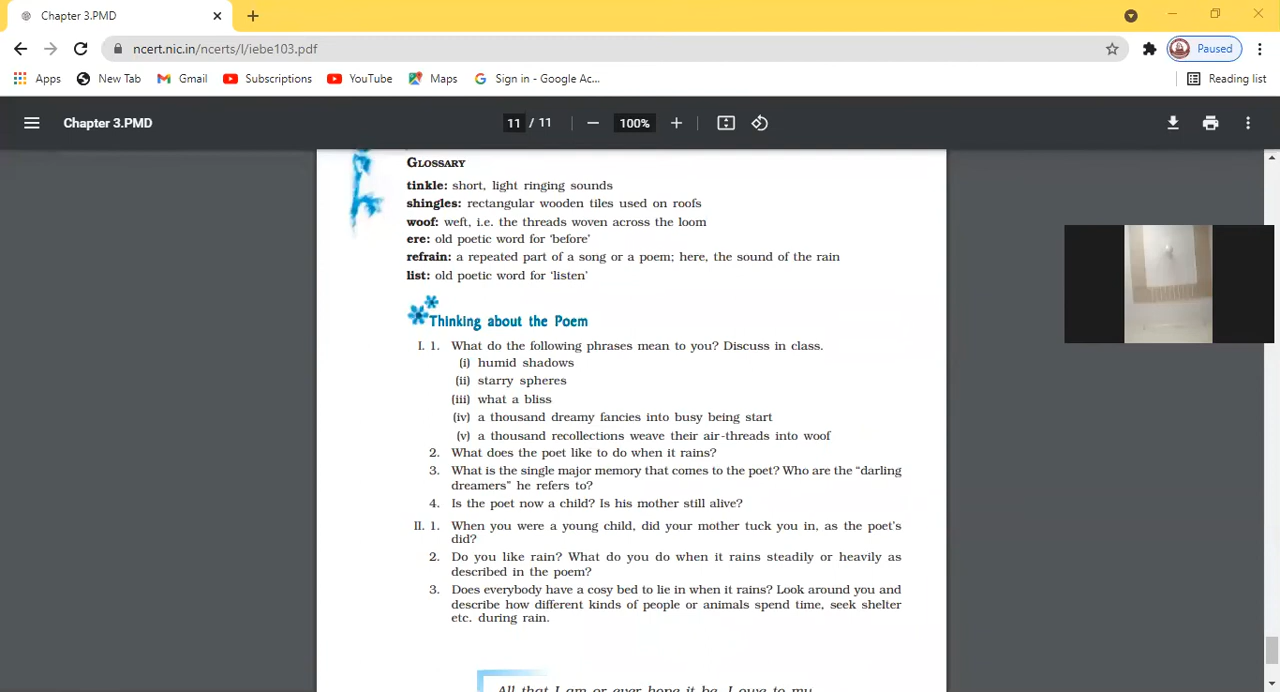 Chapter 3.PMD
ncert.nic.in/ncerts/l/iebe103.pdf
Paused
Apps
New Tab
Gmail
Subscriptions
YouTube
Maps
Sign in - Google Ac...
Reading list
Chapter 3.PMD
11 / 11
100%
GLOSSARY
tinkle: short, light ringing sounds
shingles: rectangular wooden tiles used on roofs
woof: weft, i.e. the threads woven across the loom
ere: old poetic word for ‘before’
refrain: a repeated part of a song or a poem; here, the sound of the rain
list: old poetic word for ‘listen’
Thinking about the Poem
I. 1. What do the following phrases mean to you? Discuss in class.
(i) humid shadows
(ii) starry spheres
(iii) what a bliss
(iv) a thousand dreamy fancies into busy being start
(v) a thousand recollections weave their air-threads into woof
2. What does the poet like to do when it rains?
3. What is the single major memory that comes to the poet? Who are the “darling
dreamers” he refers to?
4. Is the poet now a child? Is his mother still alive?
II. 1. When you were a young child, did your mother tuck you in, as the poet’s
did?
2. Do you like rain? What do you do when it rains steadily or heavily as
described in the poem?
3. Does everybody have a cosy bed to lie in when it rains? Look around you and
describe how different kinds of people or animals spend time, seek shelter
etc. during rain.
All that I am or ever hope it be, I owe to my